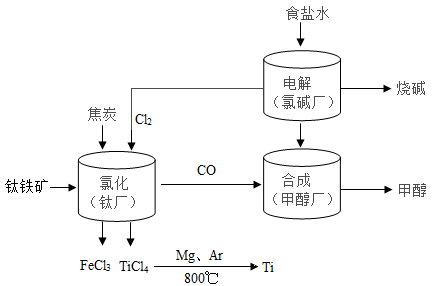 食盐水
电解
(氯碱厂)
烧碱
焦炭
Cl₂
钛铁矿
氯化
(钛厂)
CO
合成
(甲醇厂)
甲醇
FeCl₃ TiCl₄ Mg、Ar Ti
800℃